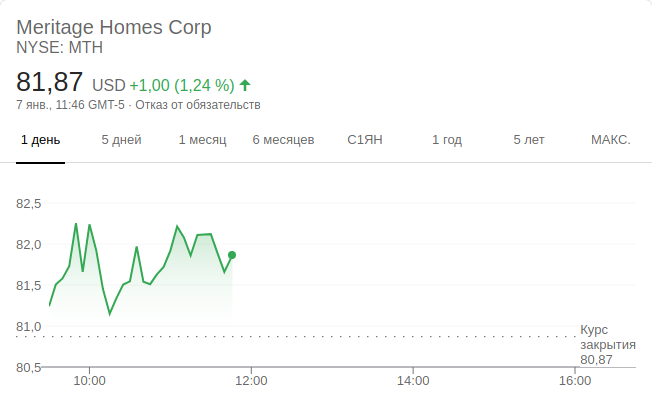 Meritage Homes Corp
NYSE: MTH
81,87 USD +1,00 (1,24 %)
7 янв., 11:46 GMT-5 · Отказ от обязательств
1 день 5 дней 1 месяц 6 месяцев С1ЯН 1 год 5 лет МАКС.
82,5
82,0
81,5
81,0
Курс
закрытия
80,87
80,5
10:00 12:00 14:00 16:00